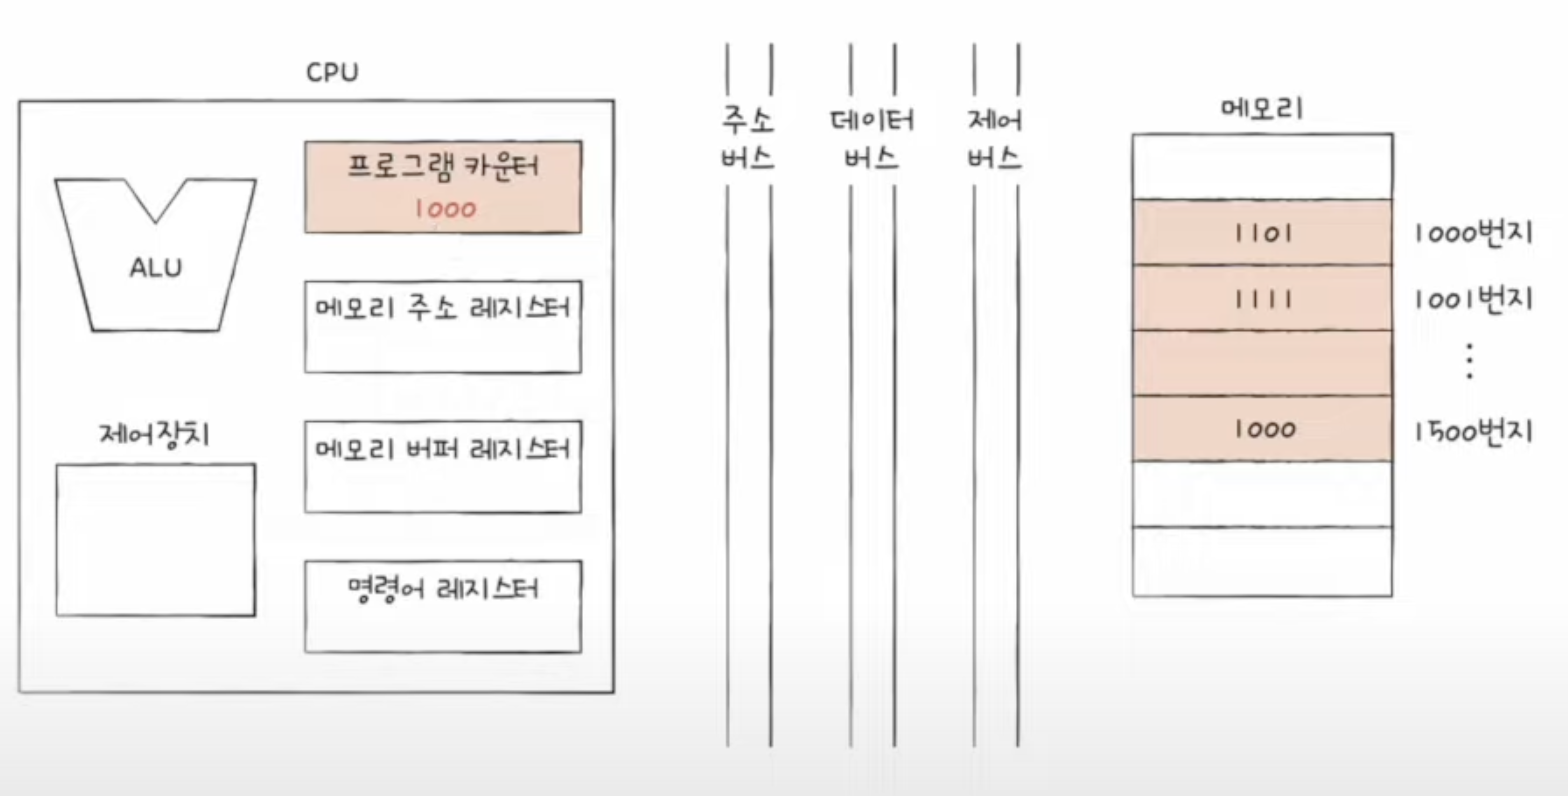 CPU
ALU
제어장치
프로그램 카운터
1000
메모리 주소 레지스터
메모리 버퍼 레지스터
명령어 레지스터
주소
버스
데이터
버스
제어
버스
메모리
1101 1000번지
1111 1001번지
⋮
1000 1500번지